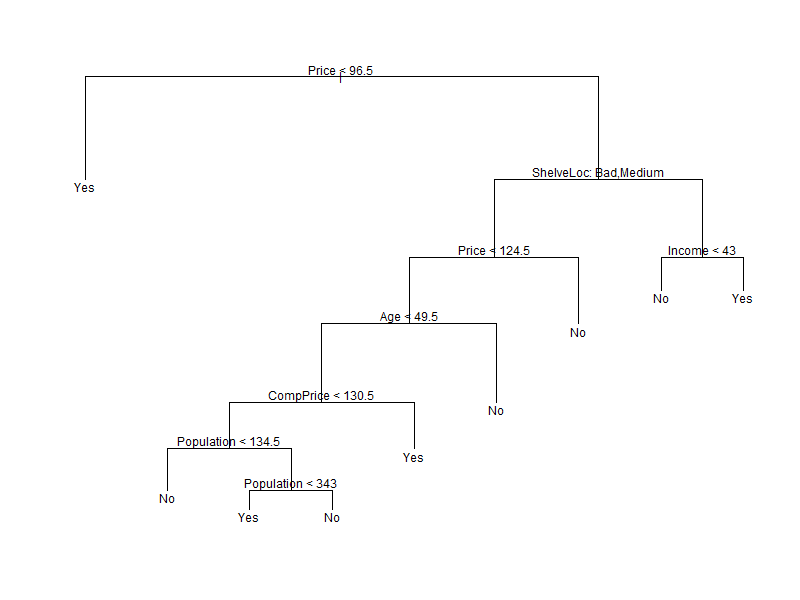 Price < 96.5
Yes
ShelveLoc: Bad,Medium
Price < 124.5
Income < 43
No
Yes
Age < 49.5
No
CompPrice < 130.5
No
Population < 134.5
Yes
Population < 343
No
Yes
No